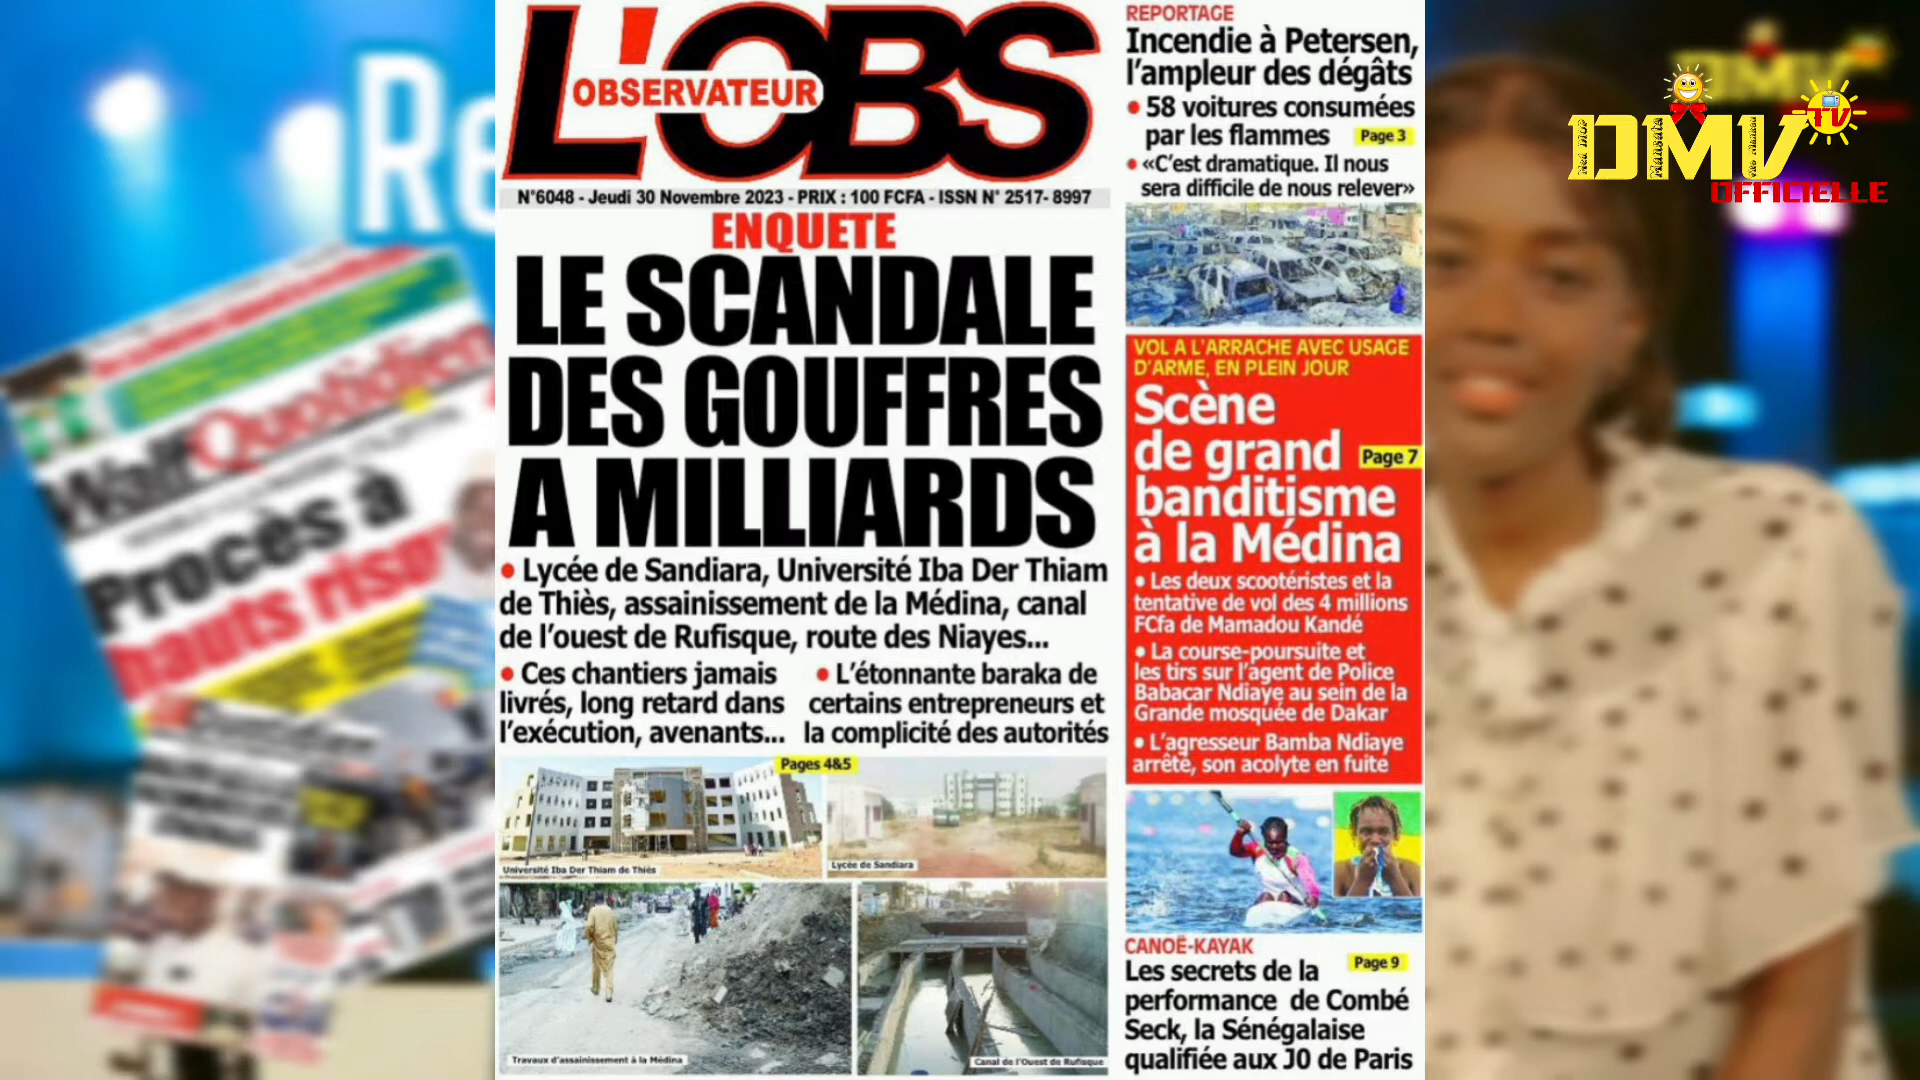 Re
Walf Quotidien
Procès à
hauts risq
L'OBS
OBSERVATEUR
N°6048 - Jeudi 30 Novembre 2023 - PRIX : 100 FCFA - ISSN N° 2517- 8997
ENQUETE
LE SCANDALE
DES GOUFFRES
A MILLIARDS
• Lycée de Sandiara, Université Iba Der Thiam
de Thiès, assainissement de la Médina, canal
de l'ouest de Rufisque, route des Niayes...
• Ces chantiers jamais
livrés, long retard dans
l'exécution, avenants...
• L'étonnante baraka de
certains entrepreneurs et
la complicité des autorités
Pages 4&5
Université Iba Der Thiam de Thiès
Lycée de Sandiara
Travaux d'assainissement à la Médina
Canal de l'Ouest de Rufisque
REPORTAGE
Incendie à Petersen,
l'ampleur des dégâts
• 58 voitures consumées
par les flammes Page 3
• «C'est dramatique. Il nous
sera difficile de nous relever»
VOL A L'ARRACHE AVEC USAGE
D'ARME, EN PLEIN JOUR
Scène
de grand Page 7
banditisme
à la Médina
• Les deux scootéristes et la
tentative de vol des 4 millions
FCfa de Mamadou Kandé
• La course-poursuite et
les tirs sur l'agent de Police
Babacar Ndiaye au sein de la
Grande mosquée de Dakar
• L'agresseur Bamba Ndiaye
arrêté, son acolyte en fuite
CANOË-KAYAK
Les secrets de la Page 9
performance de Combé
Seck, la Sénégalaise
qualifiée aux JO de Paris
DMV
TV
OFFICIELLE